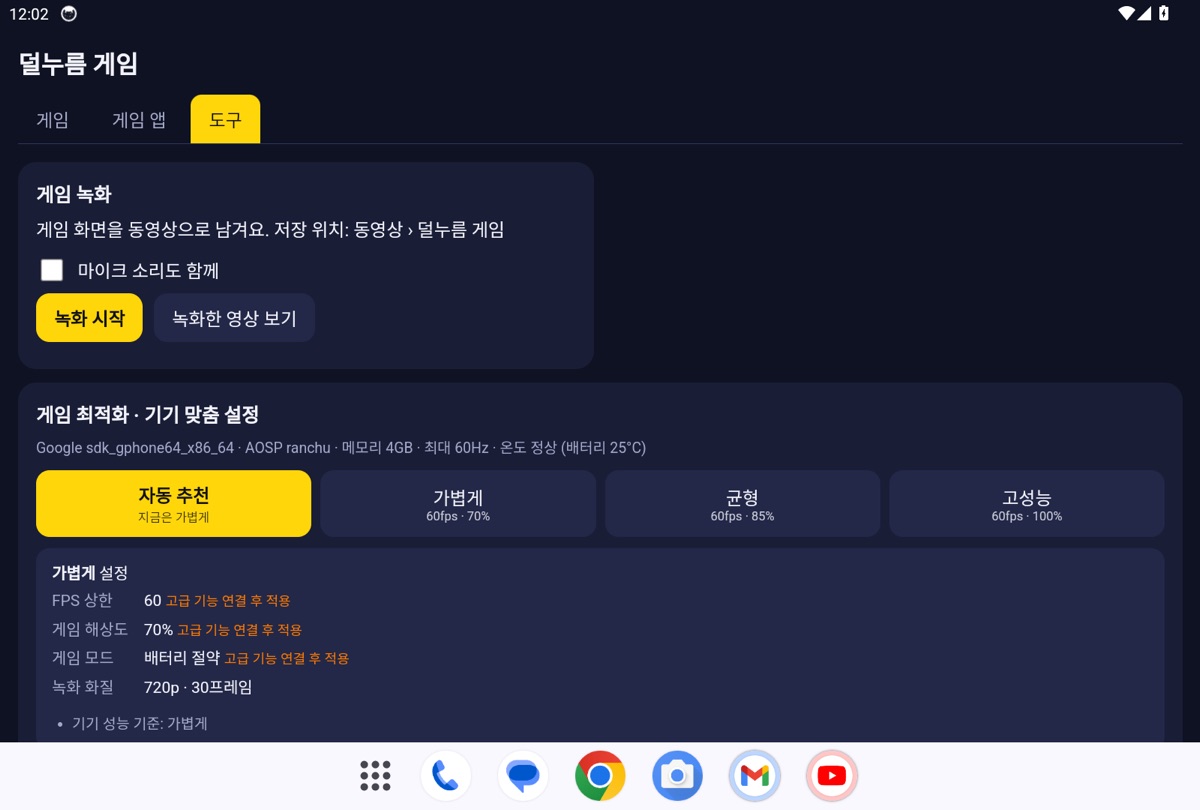 12:02
덜누름 게임
게임 게임 앱 도구
게임 녹화
게임 화면을 동영상으로 남겨요. 저장 위치: 동영상 › 덜누름 게임
마이크 소리도 함께
녹화 시작 녹화한 영상 보기
게임 최적화 · 기기 맞춤 설정
Google sdk_gphone64_x86_64 · AOSP ranchu · 메모리 4GB · 최대 60Hz · 온도 정상 (배터리 25°C)
자동 추천 가볍게 균형 고성능
지금은 가볍게 60fps · 70% 60fps · 85% 60fps · 100%
가볍게 설정
FPS 상한 60 고급 기능 연결 후 적용
게임 해상도 70% 고급 기능 연결 후 적용
게임 모드 배터리 절약 고급 기능 연결 후 적용
녹화 화질 720p · 30프레임
• 기기 성능 기준: 가볍게